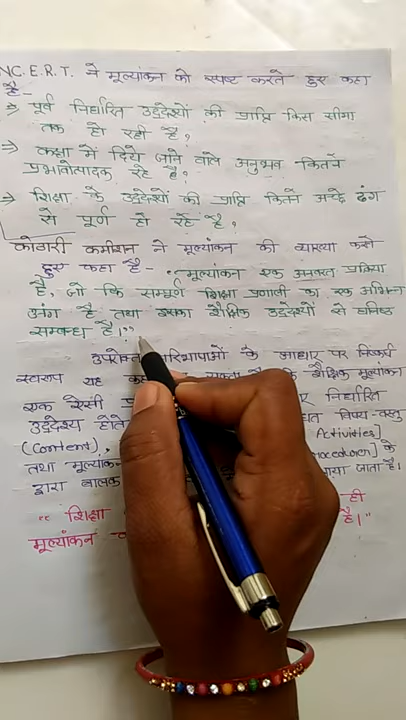 N.C.E.R.T. ने मूल्यांकन को स्पष्ट करते हुए कहा
है-
⇒ पूर्व निर्धारित उद्देश्यों की प्राप्ति किस सीमा
तक हो रही है,
⇒ कक्षा में दिये जाने वाले अनुभव कितने
प्रभावोत्पादक रहे है,
⇒ शिक्षा के उद्देश्यों की प्राप्ति कितने अच्छे ढंग
से पूर्ण हो रहे है,
कोठारी कमीशन ने मूल्यांकन की व्याख्या करते
हुए कहा है- "मूल्यांकन एक अनवरत प्रक्रिया
है, जो कि सम्पूर्ण शिक्षा प्रणाली का एक अभिन्न
अंग है तथा इसका शैक्षिक उद्देश्यों से घनिष्ठ
सम्बन्ध है।"
उपरोक्त परिभाषाओं के आधार पर निष्कर्ष
स्वरूप यह शैक्षिक मूल्यांकन
एक ऐसी निर्धारित
उद्देश्य होते विषय-वस्तु
(Content), Activities]
तथा मूल्यांकन के
द्वारा बालक जाता है।
" शिक्षा ही
मूल्यांकन है।"